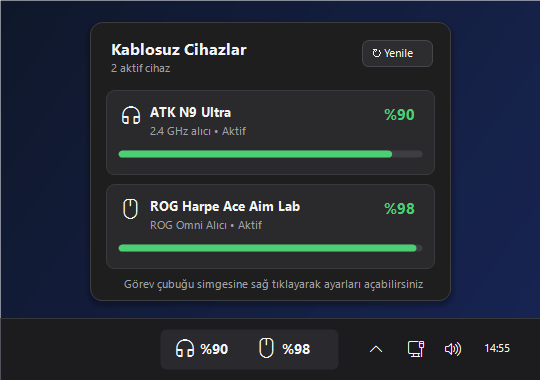 Kablosuz Cihazlar
2 aktif cihaz
↻ Yenile
ATK N9 Ultra
%90
2.4 GHz alıcı • Aktif
ROG Harpe Ace Aim Lab
%98
ROG Omni Alıcı • Aktif
Görev çubuğu simgesine sağ tıklayarak ayarları açabilirsiniz
%90 %98 14:55